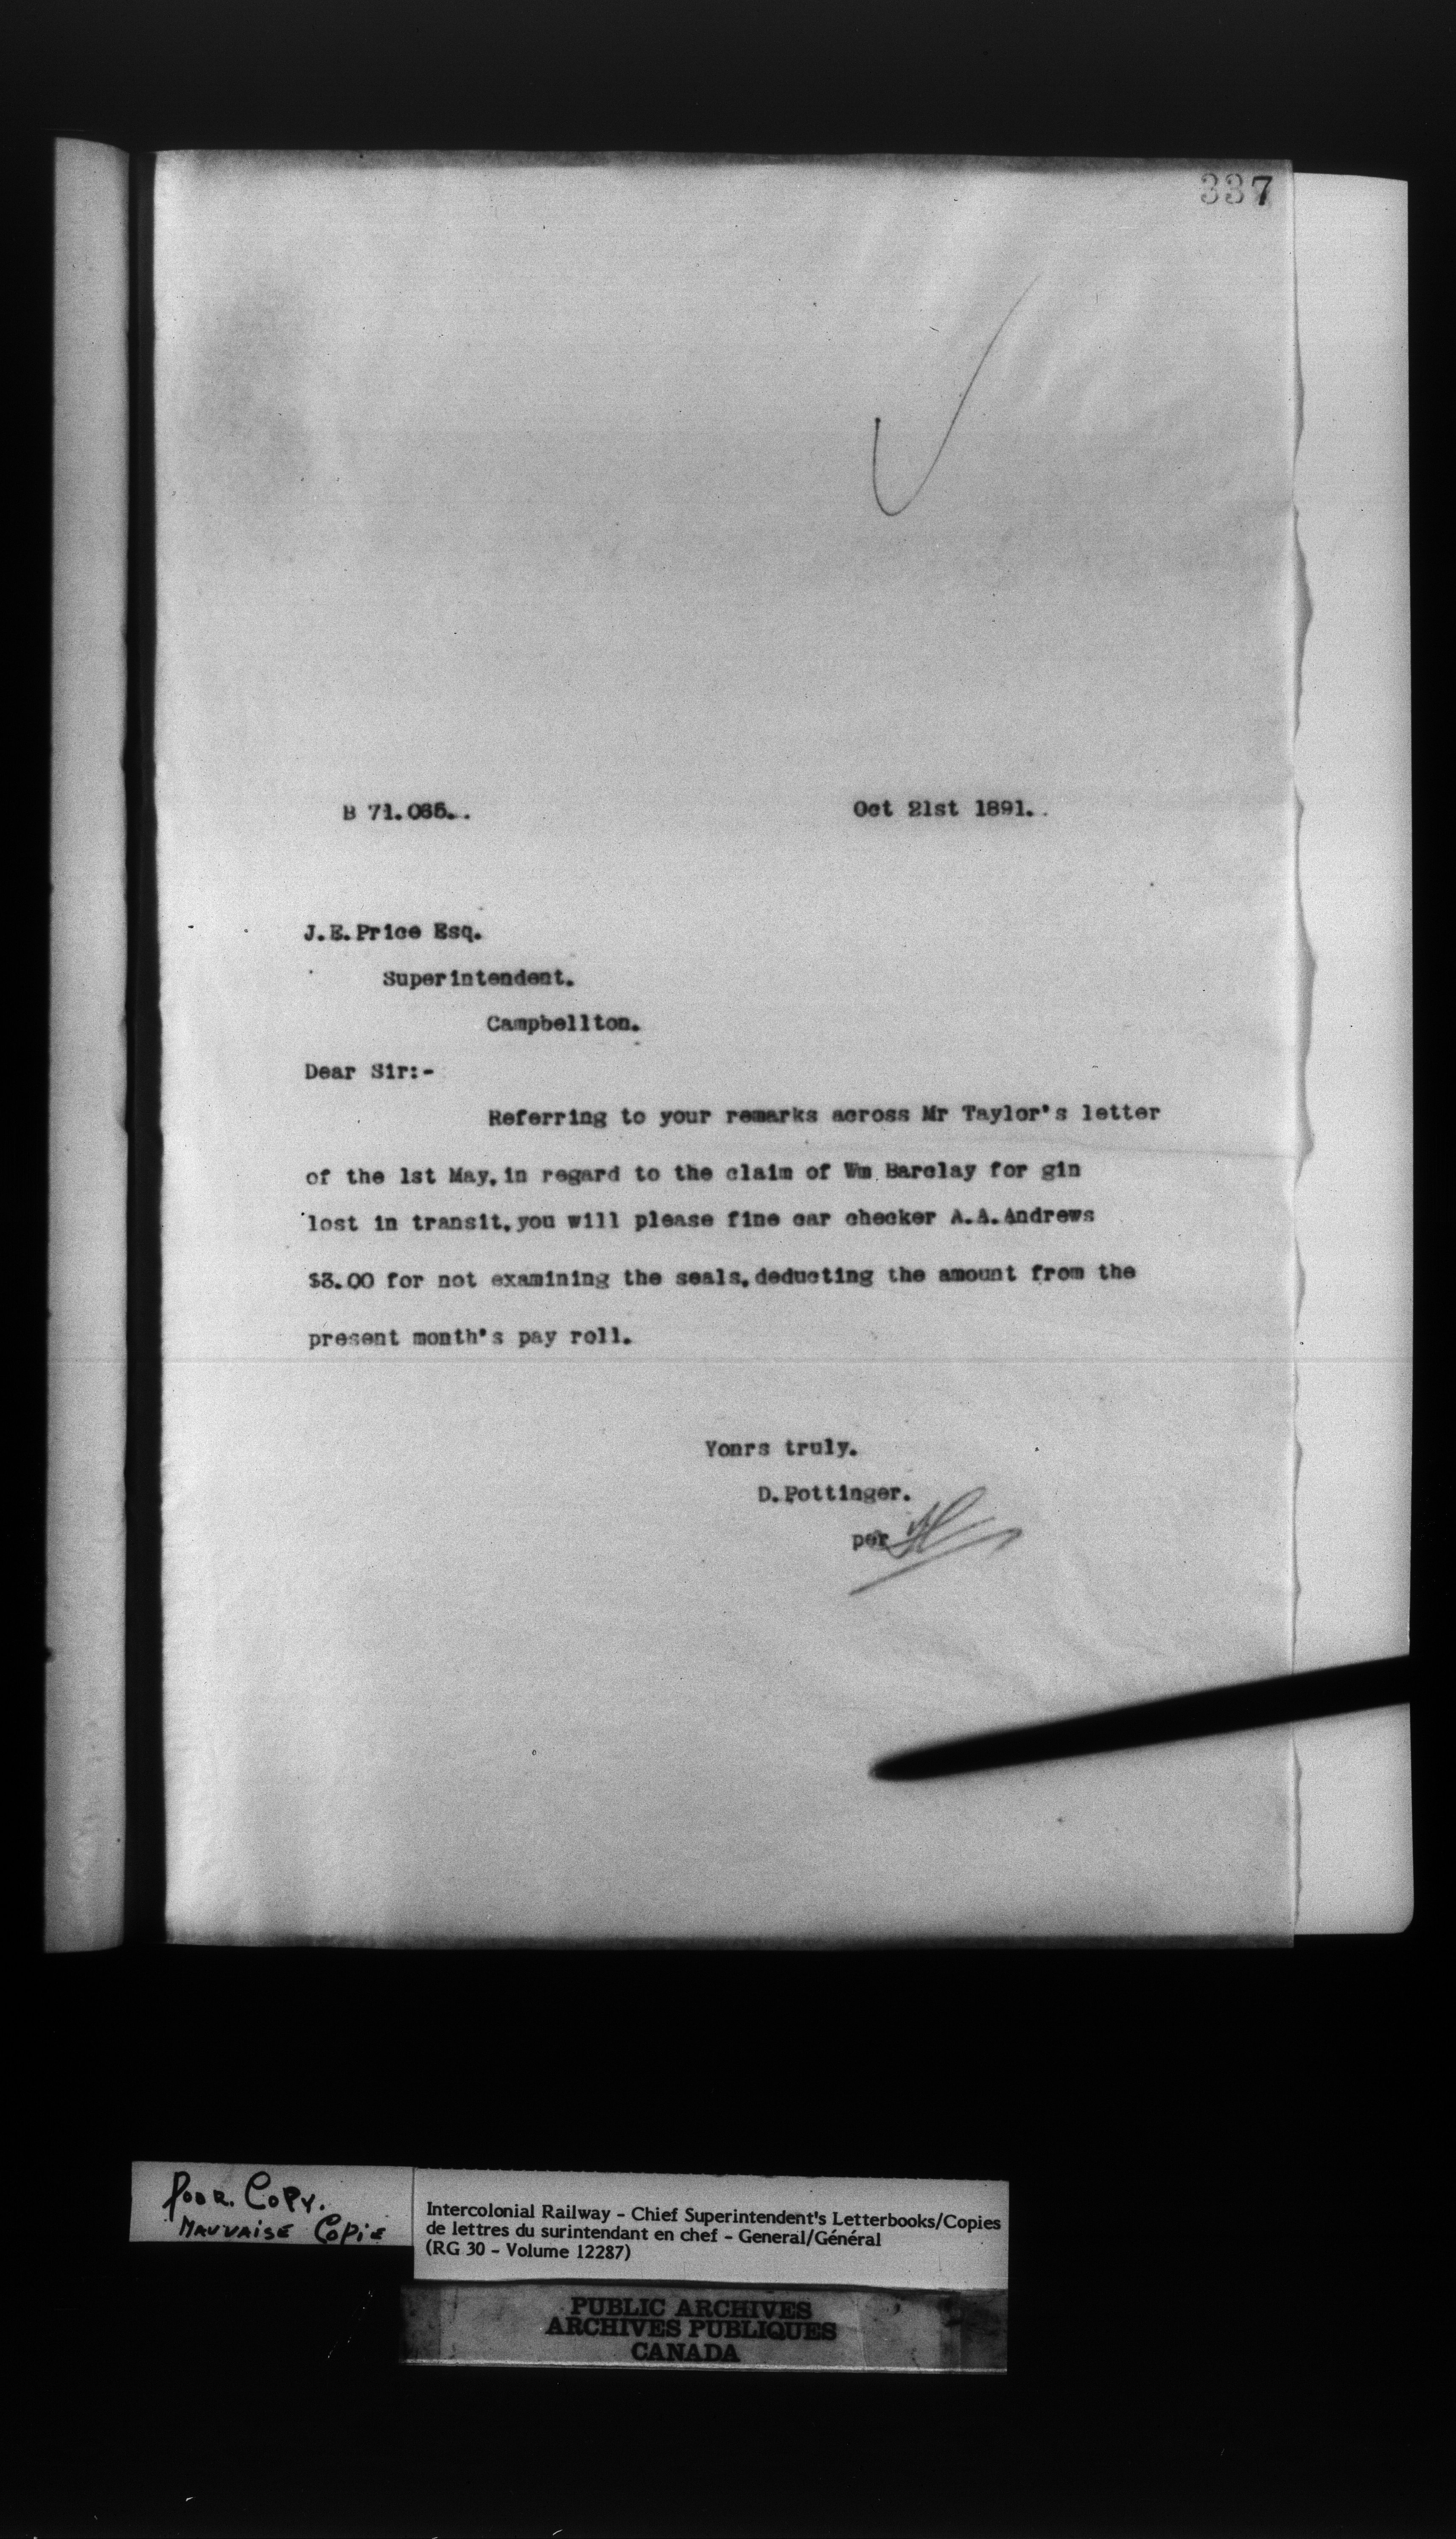 337
B 71.065..
Oct 21st 1891..
J.E.Price Esq.
Superintendent.
Campbellton.
Dear Sir:-
Referring to your remarks across Mr Taylor's letter
of the 1st May, in regard to the claim of Wm. Barclay for gin
lost in transit, you will please fine car checker A.A.Andrews
$3.00 for not examining the seals, deducting the amount from the
present month's pay roll.
Yonrs truly.
D.Pottinger.
per
Poor. Copy.
Mauvaise Copie
Intercolonial Railway - Chief Superintendent's Letterbooks/Copies
de lettres du surintendant en chef - General/Général
(RG 30 - Volume 12287)
PUBLIC ARCHIVES
ARCHIVES PUBLIQUES
CANADA